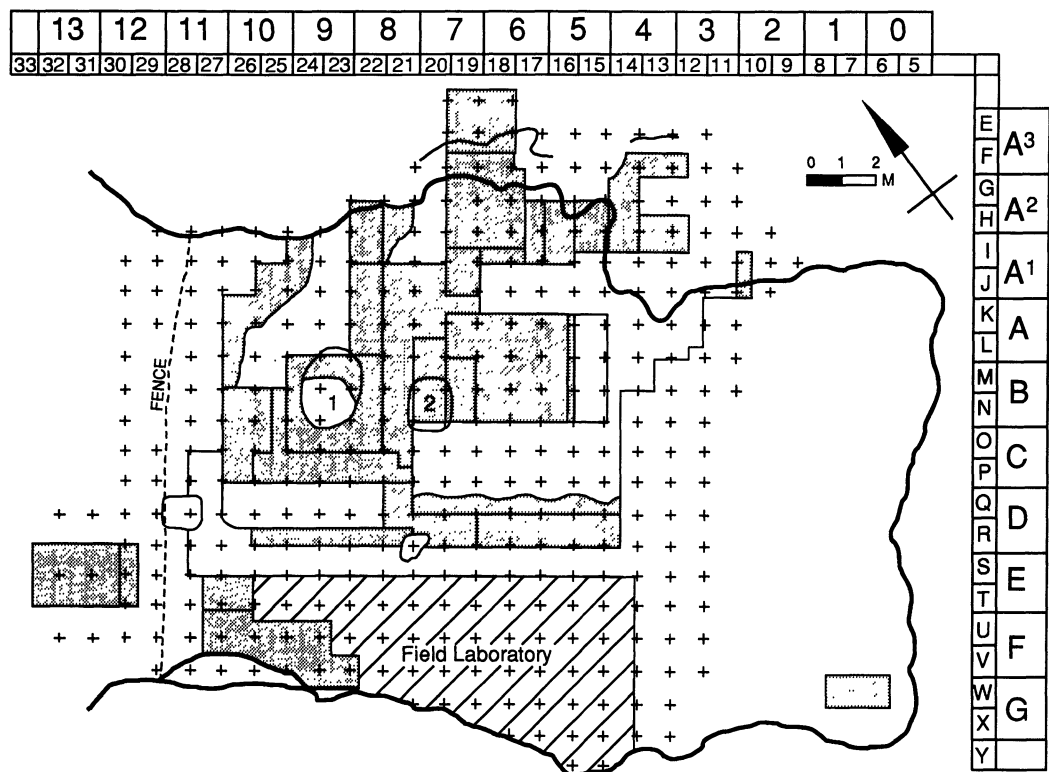 13 12 11 10 9 8 7 6 5 4 3 2 1 0
33 32 31 30 29 28 27 26 25 24 23 22 21 20 19 18 17 16 15 14 13 12 11 10 9 8 7 6 5
E
F
A³
G
H
A²
I
J
A¹
K
L
A
M
N
B
O
P
C
Q
R
D
S
T
E
U
V
F
W
X
G
Y
0 1 2
M
FENCE
1
2
Field Laboratory